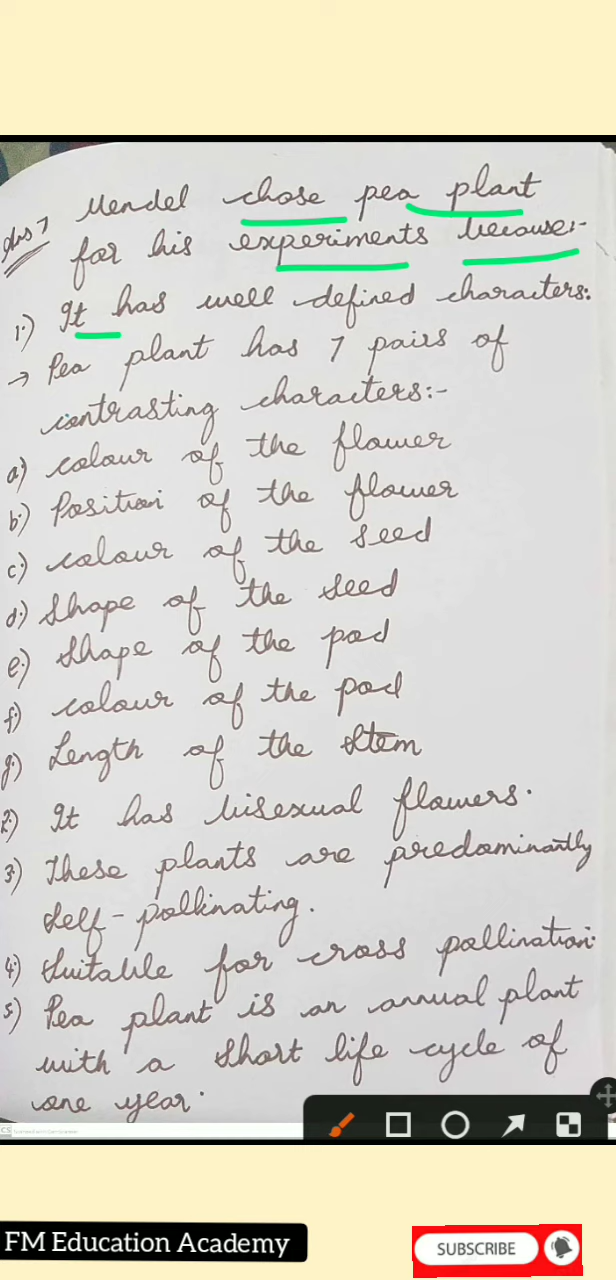 Ans 7 Mendel chose pea plant
for his experiments because:-
1.) It has well defined characters:
→ Pea plant has 7 pairs of
contrasting characters:-
a) colour of the flower
b.) Position of the flower
c.) colour of the seed
d.) Shape of the seed
e.) Shape of the pod
f.) colour of the pod
g.) Length of the stem
2.) It has bisexual flowers.
3.) These plants are predominantly
self-pollinating.
4.) Suitable for cross pollination.
5.) Pea plant is an annual plant
with a short life cycle of
one year.
CS
FM Education Academy
SUBSCRIBE